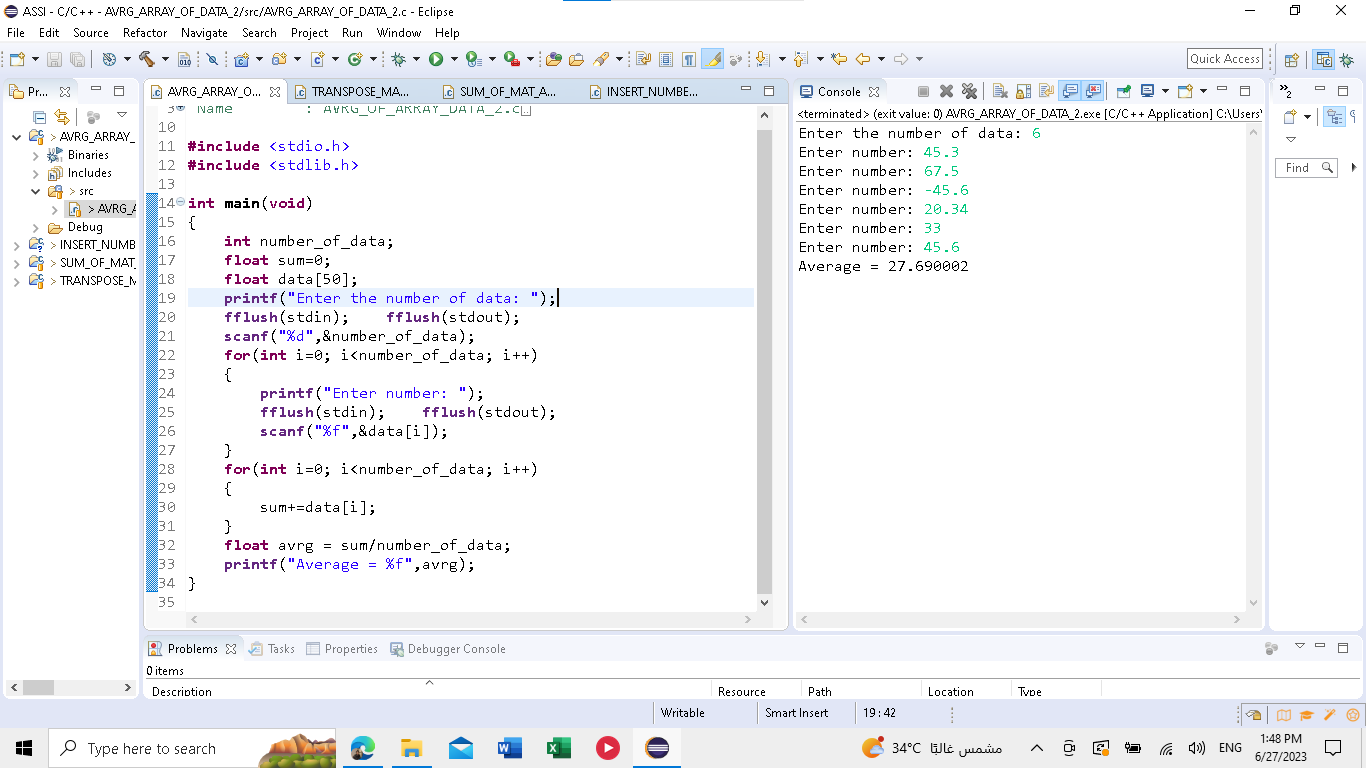 ASSI - C/C++ - AVRG_ARRAY_OF_DATA_2/src/AVRG_ARRAY_OF_DATA_2.c - Eclipse
File Edit Source Refactor Navigate Search Project Run Window Help
Quick Access
Pr...
> AVRG_ARRAY_
Binaries
Includes
> src
> AVRG_A
Debug
> INSERT_NUMB
> SUM_OF_MAT_
> TRANSPOSE_M
AVRG_ARRAY_O... TRANSPOSE_MA... SUM_OF_MAT_A... INSERT_NUMBE...
3 Name : AVRG_OF_ARRAY_DATA_2.c
10
11 #include <stdio.h>
12 #include <stdlib.h>
13
14 int main(void)
15 {
16 int number_of_data;
17 float sum=0;
18 float data[50];
19 printf("Enter the number of data: ");
20 fflush(stdin); fflush(stdout);
21 scanf("%d",&number_of_data);
22 for(int i=0; i<number_of_data; i++)
23 {
24 printf("Enter number: ");
25 fflush(stdin); fflush(stdout);
26 scanf("%f",&data[i]);
27 }
28 for(int i=0; i<number_of_data; i++)
29 {
30 sum+=data[i];
31 }
32 float avrg = sum/number_of_data;
33 printf("Average = %f",avrg);
34 }
35
Console
<terminated> (exit value: 0) AVRG_ARRAY_OF_DATA_2.exe [C/C++ Application] C:\Users\
Enter the number of data: 6
Enter number: 45.3
Enter number: 67.5
Enter number: -45.6
Enter number: 20.34
Enter number: 33
Enter number: 45.6
Average = 27.690002
»2
Find
Problems Tasks Properties Debugger Console
0 items
Description Resource Path Location Type
Writable Smart Insert 19 : 42
Type here to search
34°C مشمس غالبًا
ENG
1:48 PM
6/27/2023